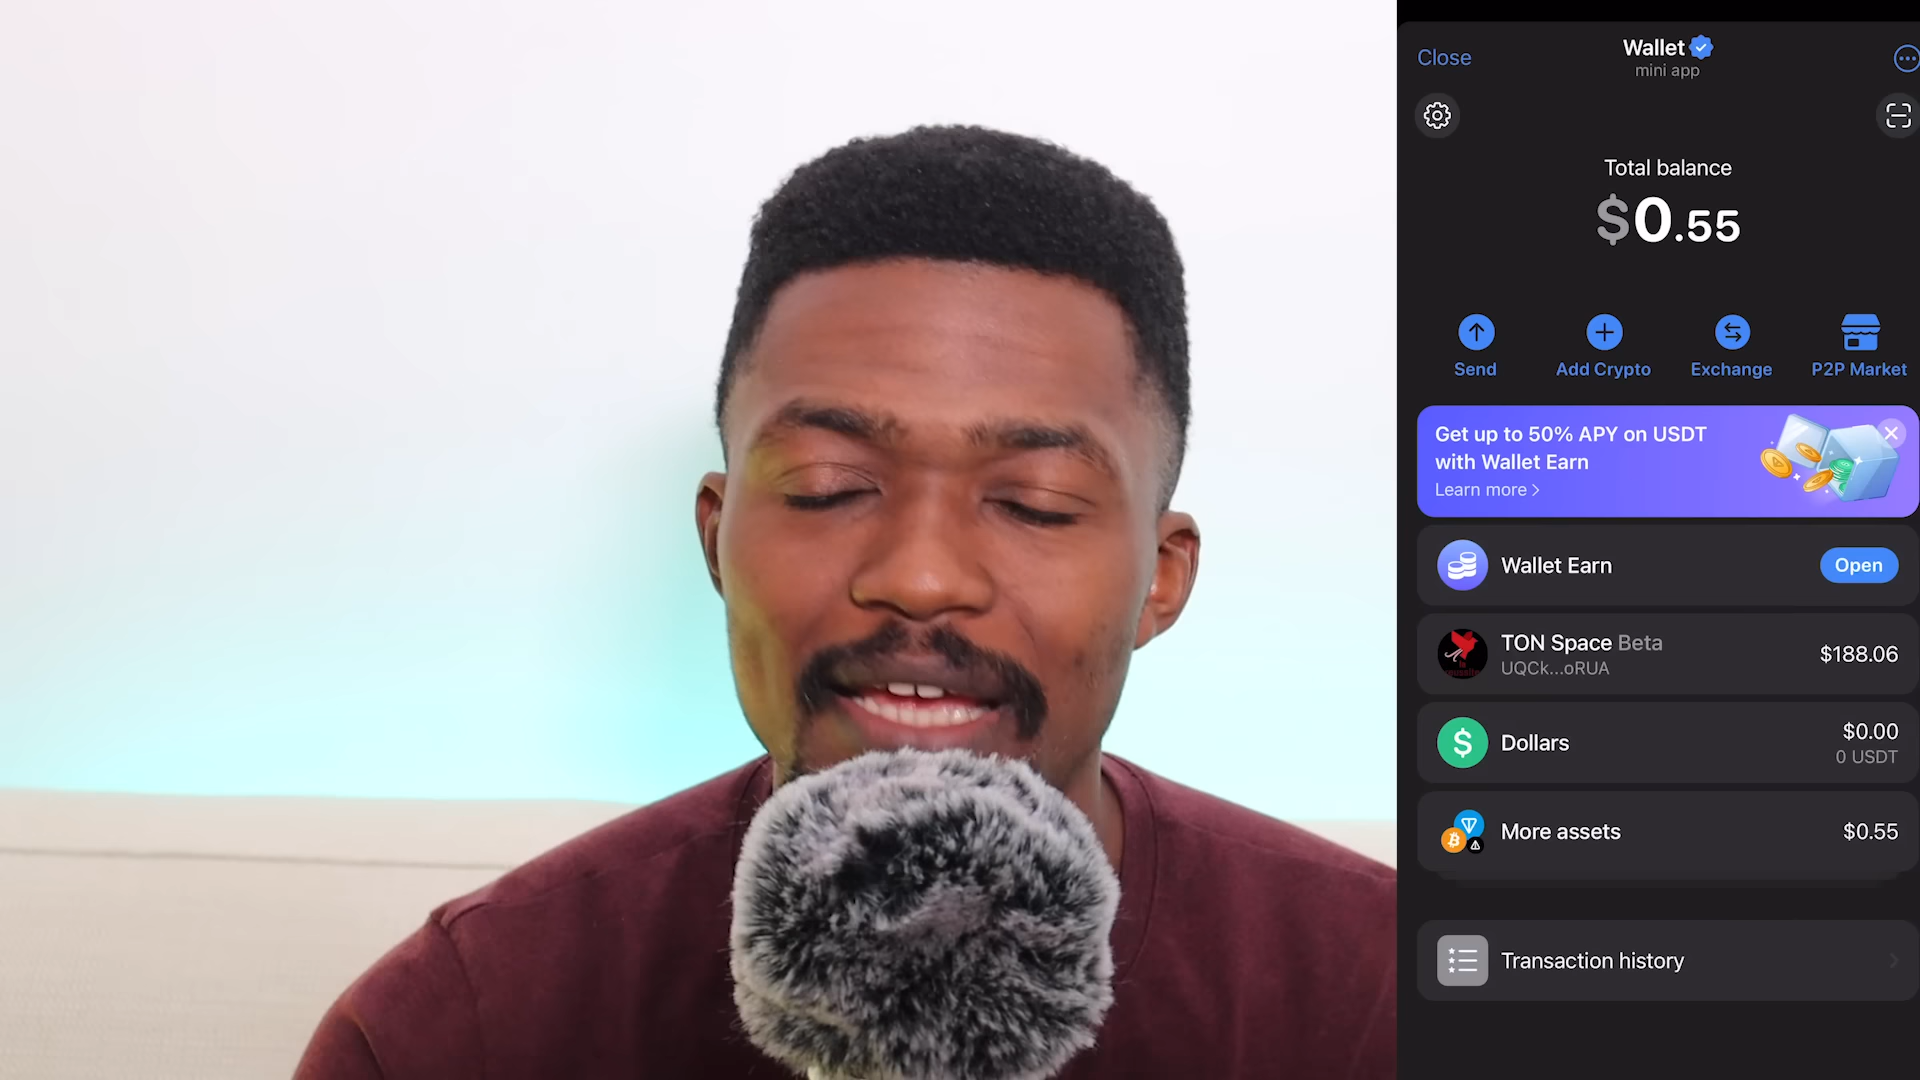 Close
Wallet
mini app
Total balance
$0.55
Send
Add Crypto
Exchange
P2P Market
Get up to 50% APY on USDT
with Wallet Earn
Learn more
Wallet Earn
Open
TON Space Beta
UQCk...oRUA
$188.06
Dollars
$0.00
0 USDT
More assets
$0.55
Transaction history